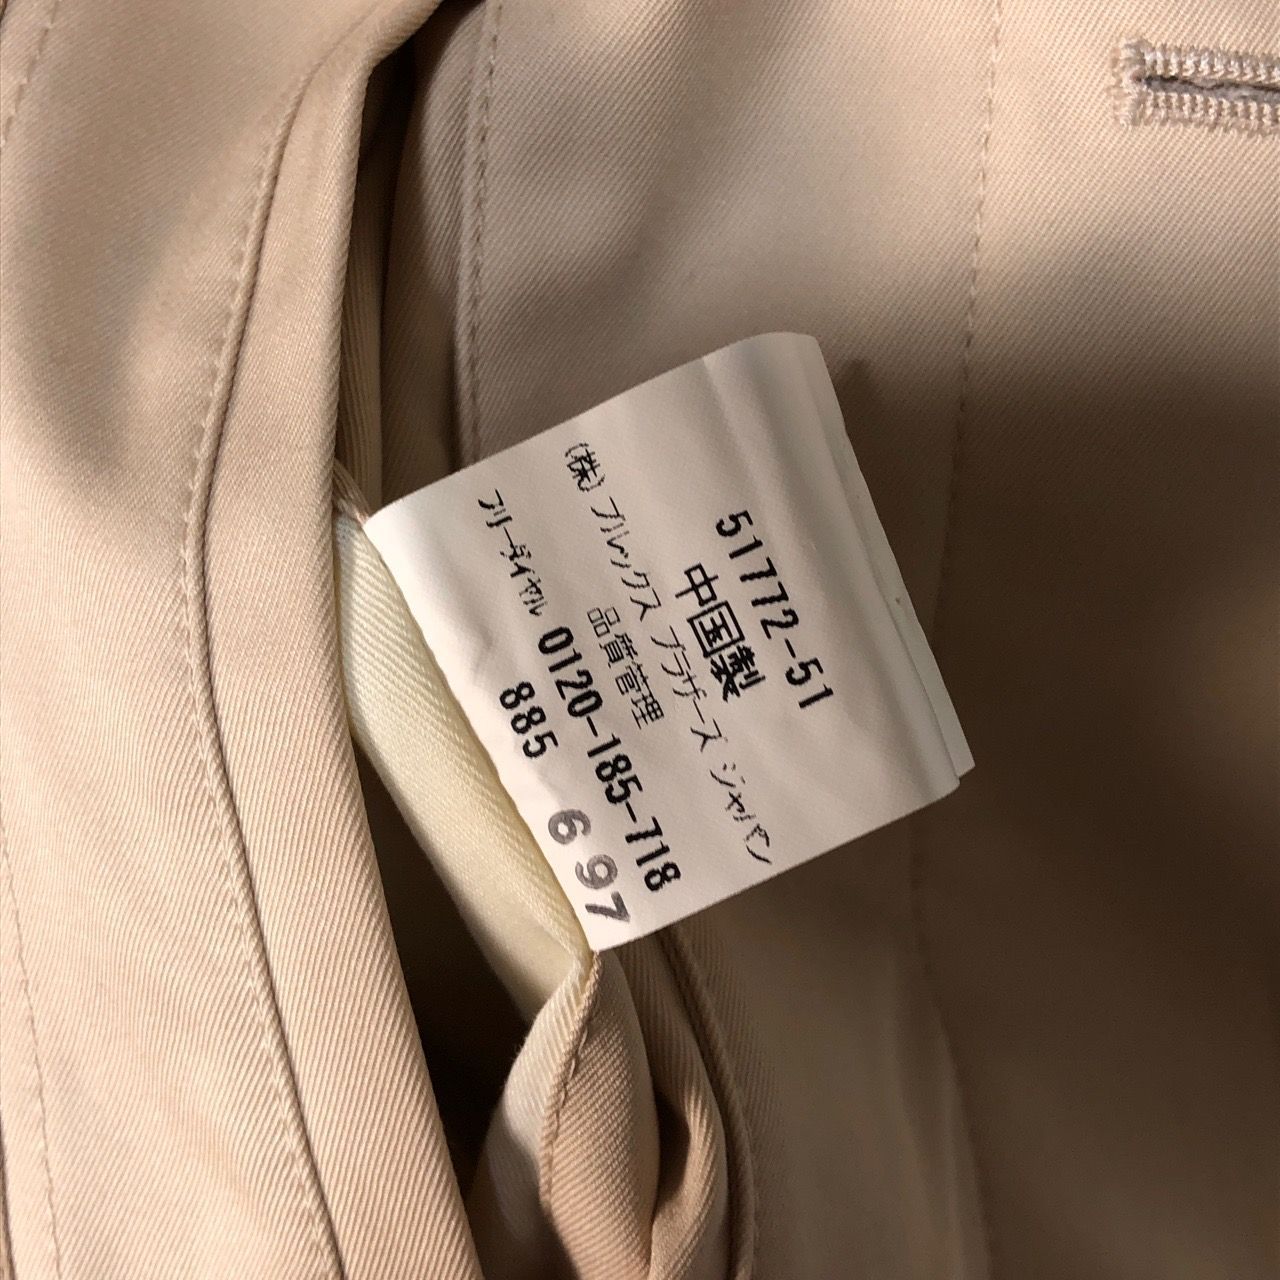 51772-51
中国製
(株) ブルックス ブラザーズ ジャパン
品質管理
フリーダイヤル 0120-185-718
885 697